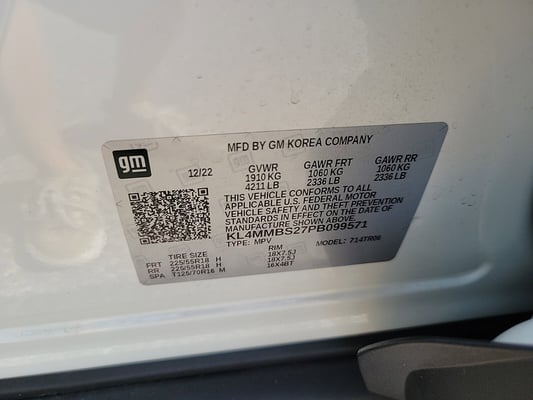 MFD BY GM KOREA COMPANY
gm
12/22 GVWR GAWR FRT GAWR RR
1910 KG 1060 KG 1060 KG
4211 LB 2336 LB 2336 LB
THIS VEHICLE CONFORMS TO ALL
APPLICABLE U.S. FEDERAL MOTOR
VEHICLE SAFETY AND THEFT PREVENTION
STANDARDS IN EFFECT ON THE DATE OF
MANUFACTURE SHOWN ABOVE.
KL4MMBS27PB099571
TYPE: MPV MODEL: 714TR06
TIRE SIZE RIM
FRT 225/55R18 H 18X7.5J
RR 225/55R18 H 18X7.5J
SPA T125/70R16 M 16X4BT